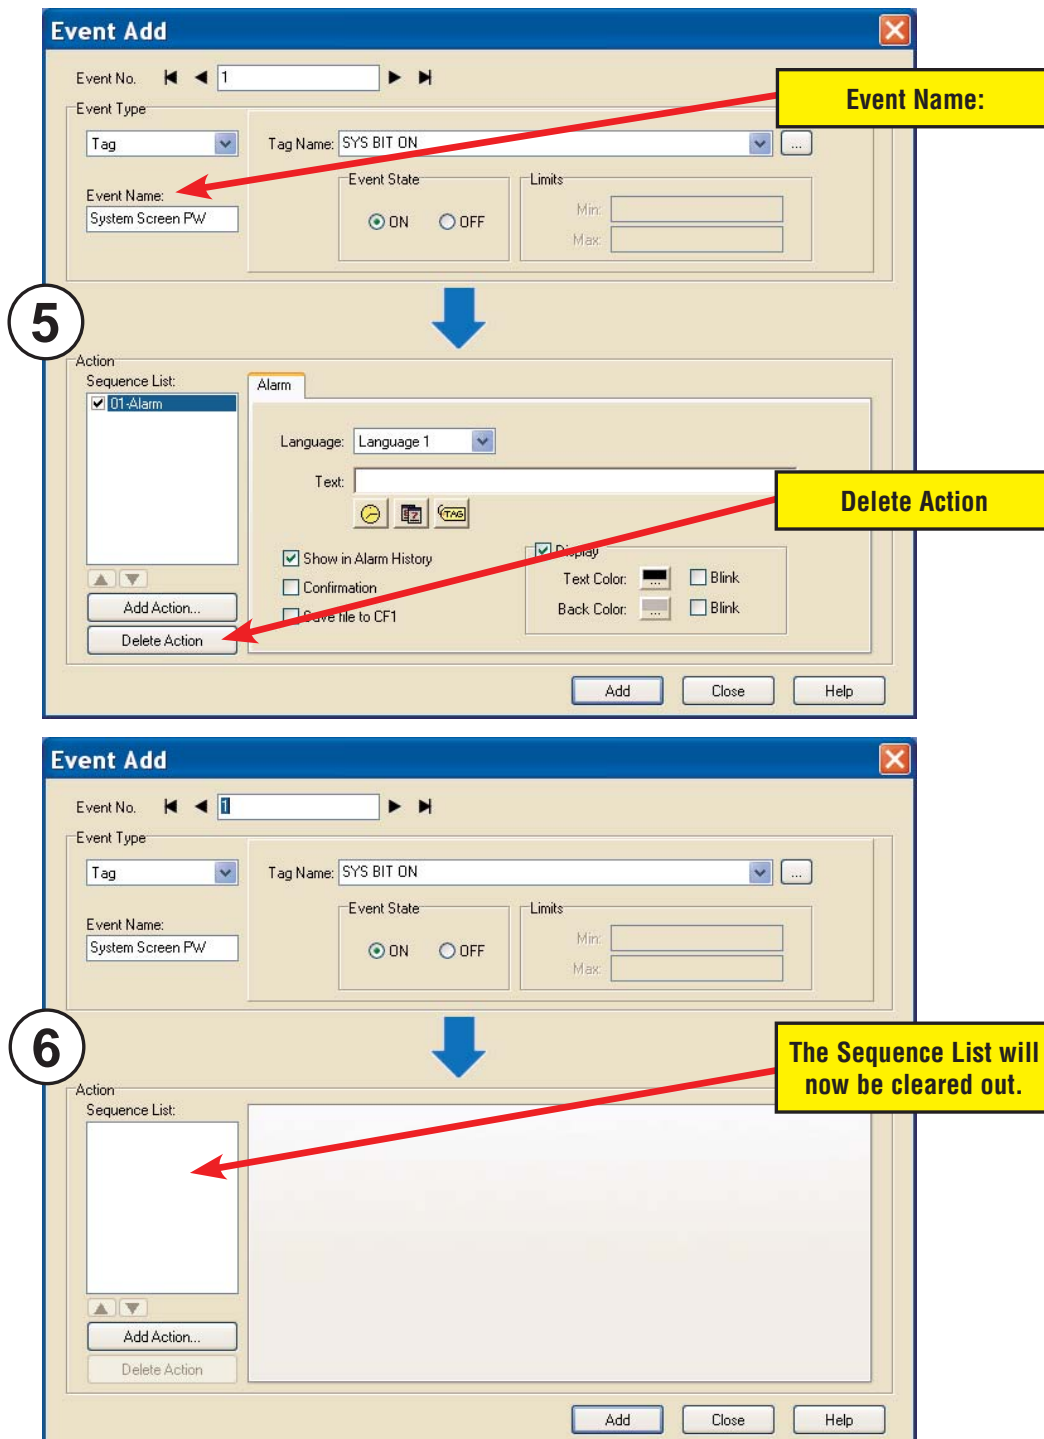 Event Add
Event No. 1
Event Name:
Event Type
Tag
Tag Name: SYS BIT ON ...
Event Name:
System Screen PW
Event State
ON OFF
Limits
Min:
Max:
5
Action
Sequence List:
01-Alarm
Alarm
Language: Language 1
Text:
TAG
Delete Action
Show in Alarm History
Confirmation
Save file to CF1
Display
Text Color: ... Blink
Back Color: ... Blink
Add Action...
Delete Action
Add Close Help
Event Add
Event No. 1
Event Type
Tag
Tag Name: SYS BIT ON ...
Event Name:
System Screen PW
Event State
ON OFF
Limits
Min:
Max:
6
The Sequence List will
now be cleared out.
Action
Sequence List:
Add Action...
Delete Action
Add Close Help